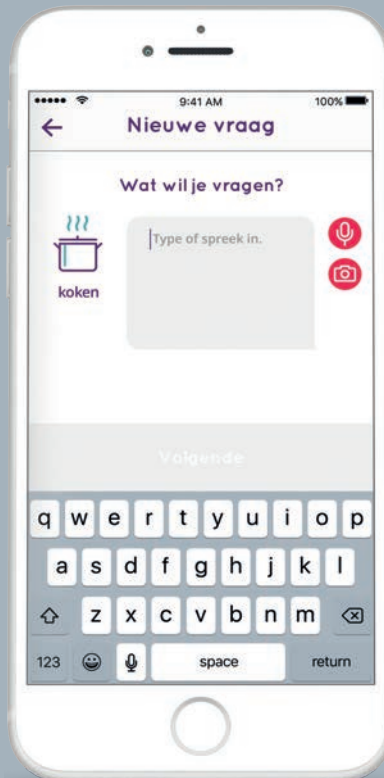 9:41 AM 100%
Nieuwe vraag
Wat wil je vragen?
Type of spreek in.
koken
Volgende
q w e r t y u i o p
a s d f g h j k l
z x c v b n m
123 space return